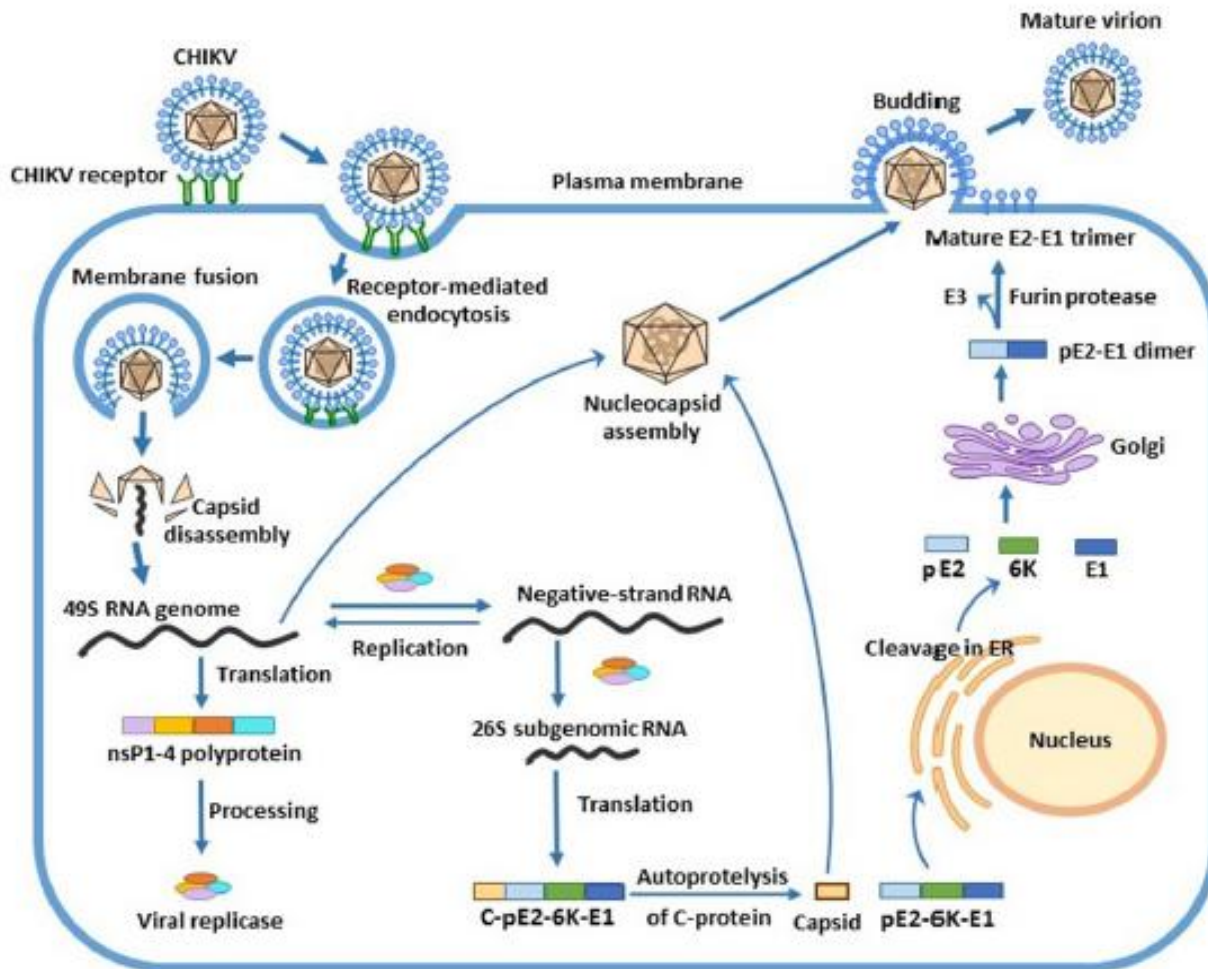 Mature virion
CHIKV
Budding
CHIKV receptor
Plasma membrane
Mature E2-E1 trimer
Membrane fusion
Receptor-mediated
endocytosis
E3
Furin protease
pE2-E1 dimer
Nucleocapsid
assembly
Golgi
Capsid
disassembly
pE2
6K
E1
49S RNA genome
Negative-strand RNA
Replication
Cleavage in ER
Translation
26S subgenomic RNA
nsP1-4 polyprotein
Nucleus
Processing
Translation
Viral replicase
C-pE2-6K-E1
Autoprotelysis
of C-protein
Capsid
pE2-6K-E1